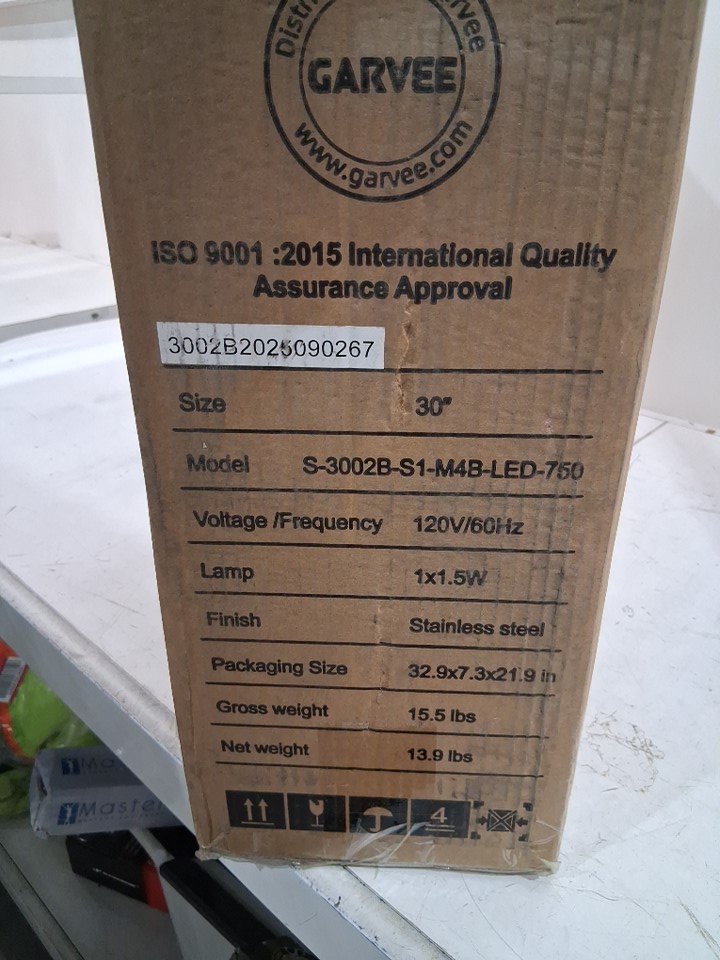 Garvee
GARVEE
www.garvee.com
ISO 9001 :2015 International Quality
Assurance Approval
3002B2025090267
Size 30"
Model S-3002B-S1-M4B-LED-750
Voltage /Frequency 120V/60Hz
Lamp 1x1.5W
Finish Stainless steel
Packaging Size 32.9x7.3x21.9 in
Gross weight 15.5 lbs
Net weight 13.9 lbs
4
Master